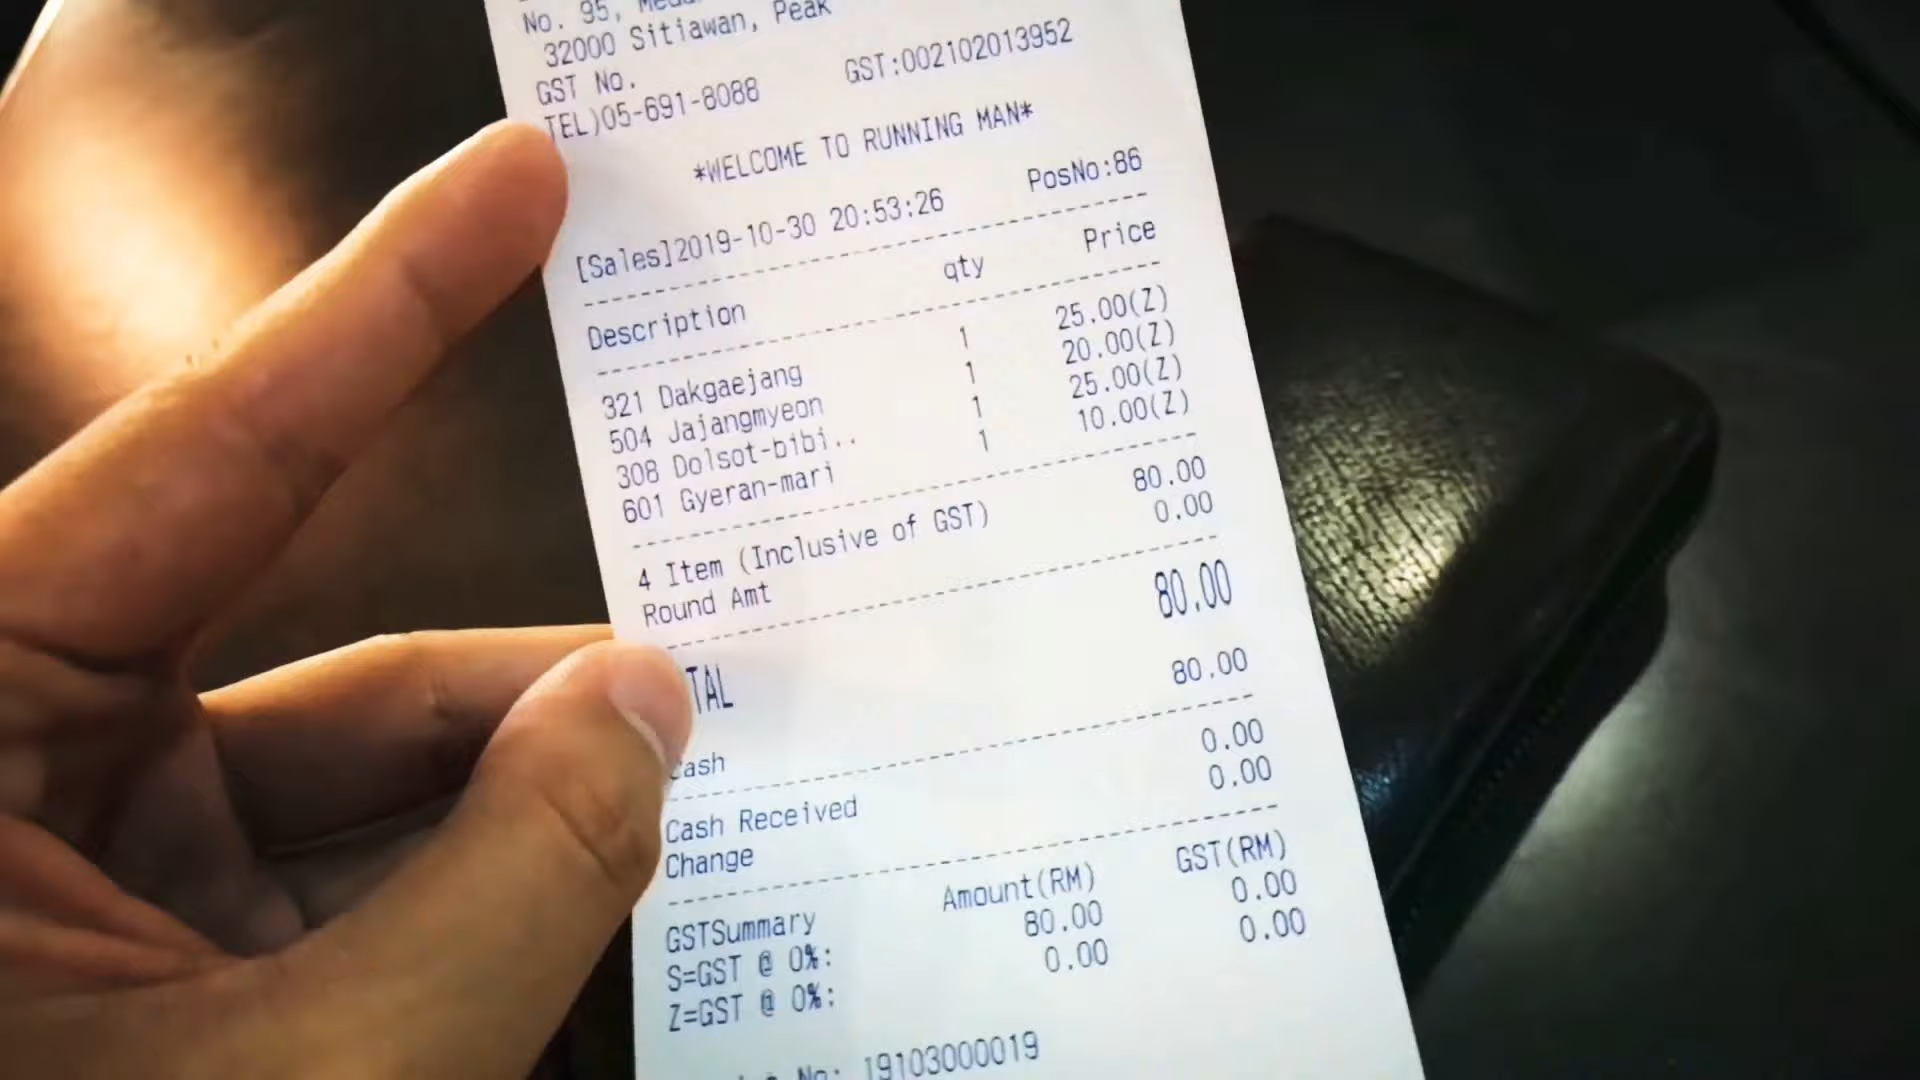 No. 95,
32000 Sitiawan, Peak
GST No. GST:002102013952
TEL)05-691-8088
*WELCOME TO RUNNING MAN*
[Sales]2019-10-30 20:53:26 PosNo:86
Description qty Price
321 Dakgaejang 1 25.00(Z)
504 Jajangmyeon 1 20.00(Z)
308 Dolsot-bibi.. 1 25.00(Z)
601 Gyeran-mari 1 10.00(Z)
4 Item (Inclusive of GST) 80.00
Round Amt 0.00
TAL 80.00
Cash 80.00
Cash Received 0.00
Change 0.00
GSTSummary Amount(RM) GST(RM)
S=GST @ 0%: 80.00 0.00
Z=GST @ 0%: 0.00 0.00
No: 19103000019